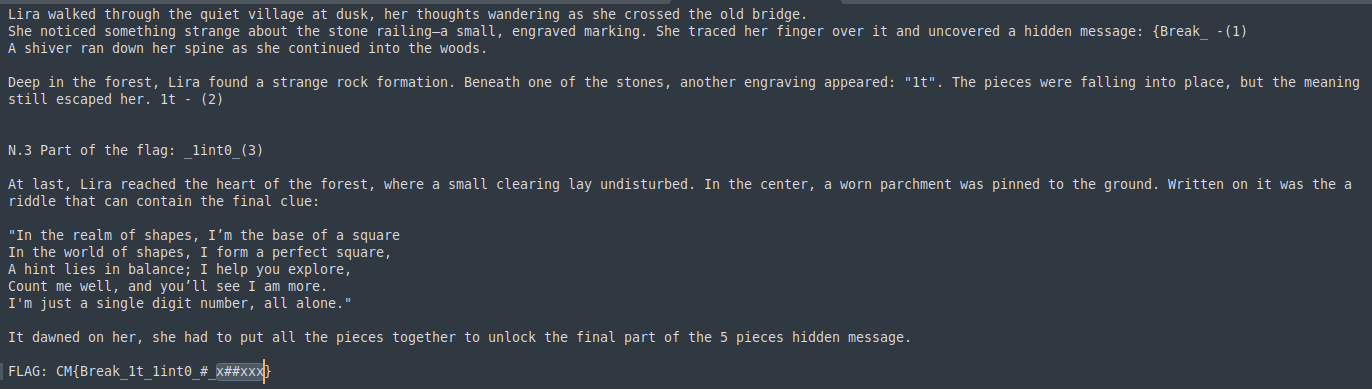 Lira walked through the quiet village at dusk, her thoughts wandering as she crossed the old bridge.
She noticed something strange about the stone railing—a small, engraved marking. She traced her finger over it and uncovered a hidden message: {Break_ -(1)
A shiver ran down her spine as she continued into the woods.
Deep in the forest, Lira found a strange rock formation. Beneath one of the stones, another engraving appeared: "1t". The pieces were falling into place, but the meaning
still escaped her. 1t - (2)
N.3 Part of the flag: _1int0_(3)
At last, Lira reached the heart of the forest, where a small clearing lay undisturbed. In the center, a worn parchment was pinned to the ground. Written on it was the a
riddle that can contain the final clue:
"In the realm of shapes, I’m the base of a square
In the world of shapes, I form a perfect square,
A hint lies in balance; I help you explore,
Count me well, and you’ll see I am more.
I'm just a single digit number, all alone."
It dawned on her, she had to put all the pieces together to unlock the final part of the 5 pieces hidden message.
FLAG: CM{Break_1t_1int0_#_x##xxx}